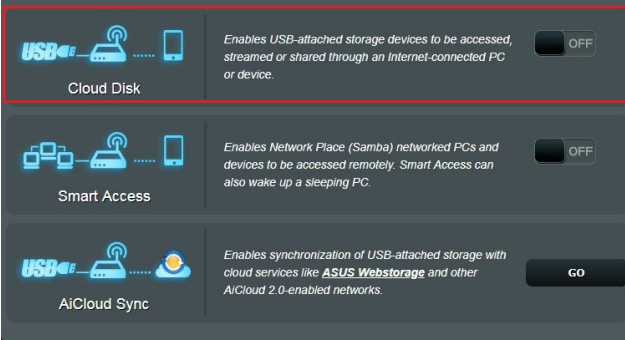 USB
Cloud Disk
Enables USB-attached storage devices to be accessed,
streamed or shared through an Internet-connected PC
or device.
OFF
Smart Access
Enables Network Place (Samba) networked PCs and
devices to be accessed remotely. Smart Access can
also wake up a sleeping PC.
OFF
USB
AiCloud Sync
Enables synchronization of USB-attached storage with
cloud services like ASUS Webstorage and other
AiCloud 2.0-enabled networks.
GO